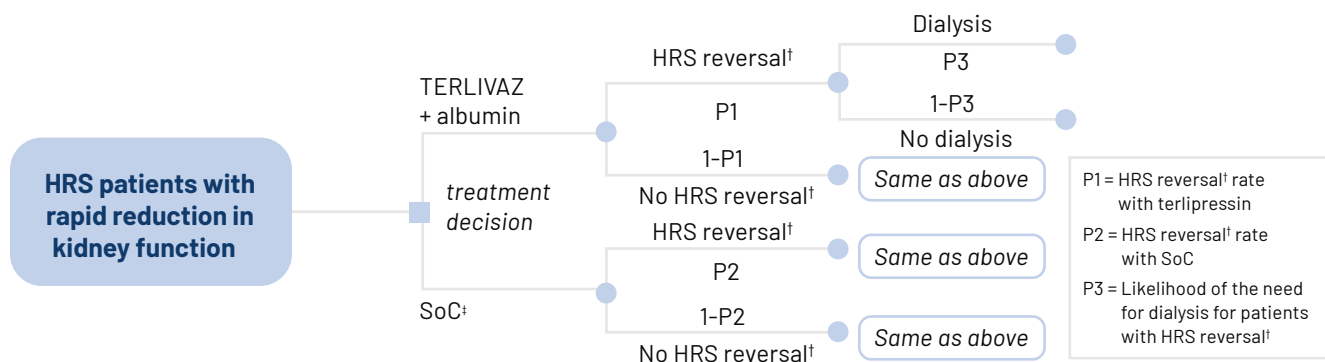 HRS patients with
rapid reduction in
kidney function
TERLIVAZ
+ albumin
treatment
decision
SoC‡
HRS reversal†
P1
1-P1
No HRS reversal†
HRS reversal†
P2
1-P2
No HRS reversal†
Dialysis
P3
1-P3
No dialysis
Same as above
Same as above
Same as above
P1 = HRS reversal† rate
with terlipressin
P2 = HRS reversal† rate
with SoC
P3 = Likelihood of the need
for dialysis for patients
with HRS reversal†